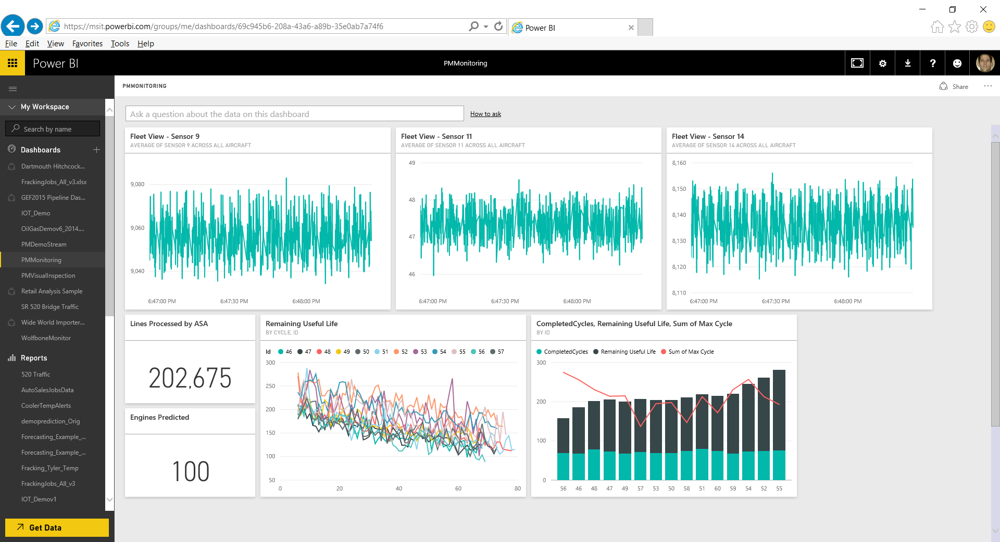 https://msit.powerbi.com/groups/me/dashboards/69c945b6-208a-43a6-a89b-35e0ab7a74f6
Power BI
File Edit View Favorites Tools Help
Power BI
PMMonitoring
My Workspace
Search by name
Dashboards
Dartmouth Hitchcock...
FrackingJobs_All_v3.xlsx
GEF2015 Pipeline Das...
IOT_Demo
OilGasDemov6_2014....
PMDemoStream
PMMonitoring
PMVisualInspection
Retail Analysis Sample
SR 520 Bridge Traffic
Wide World Importer...
WolfboneMonitor
Reports
520 Traffic
AutoSalesJobsData
CoolerTempAlerts
demoprediction_Orig
Forecasting_Example_...
Forecasting_Example_...
Fracking_Tyler_Temp
FrackingJobs_All_v3
IOT_Demov1
Get Data
PMMONITORING
Share
Ask a question about the data on this dashboard
How to ask
Fleet View - Sensor 9
AVERAGE OF SENSOR 9 ACROSS ALL AIRCRAFT
9,080
9,060
9,040
6:47:00 PM 6:47:30 PM 6:48:00 PM
Fleet View - Sensor 11
AVERAGE OF SENSOR 11 ACROSS ALL AIRCRAFT
49
48
47
46
6:47:00 PM 6:47:30 PM 6:48:00 PM
Fleet View - Sensor 14
AVERAGE OF SENSOR 14 ACROSS ALL AIRCRAFT
8,160
8,150
8,140
8,130
8,120
8,110
6:47:00 PM 6:47:30 PM 6:48:00 PM
Lines Processed by ASA
202,675
Engines Predicted
100
Remaining Useful Life
BY CYCLE, ID
Id 46 47 48 49 50 51 52 53 54 55 56 57
300
250
200
150
100
50
0 20 40 60 80
CompletedCycles, Remaining Useful Life, Sum of Max Cycle
BY ID
CompletedCycles Remaining Useful Life Sum of Max Cycle
300
200
100
0
56 46 48 47 49 57 53 50 58 51 60 59 54 52 55